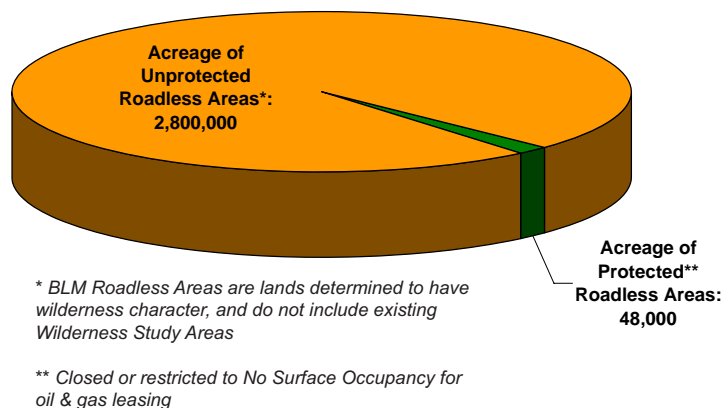 Acreage of
Unprotected
Roadless Areas*:
2,800,000
Acreage of
Protected**
Roadless Areas:
48,000
* BLM Roadless Areas are lands determined to have
wilderness character, and do not include existing
Wilderness Study Areas
** Closed or restricted to No Surface Occupancy for
oil & gas leasing